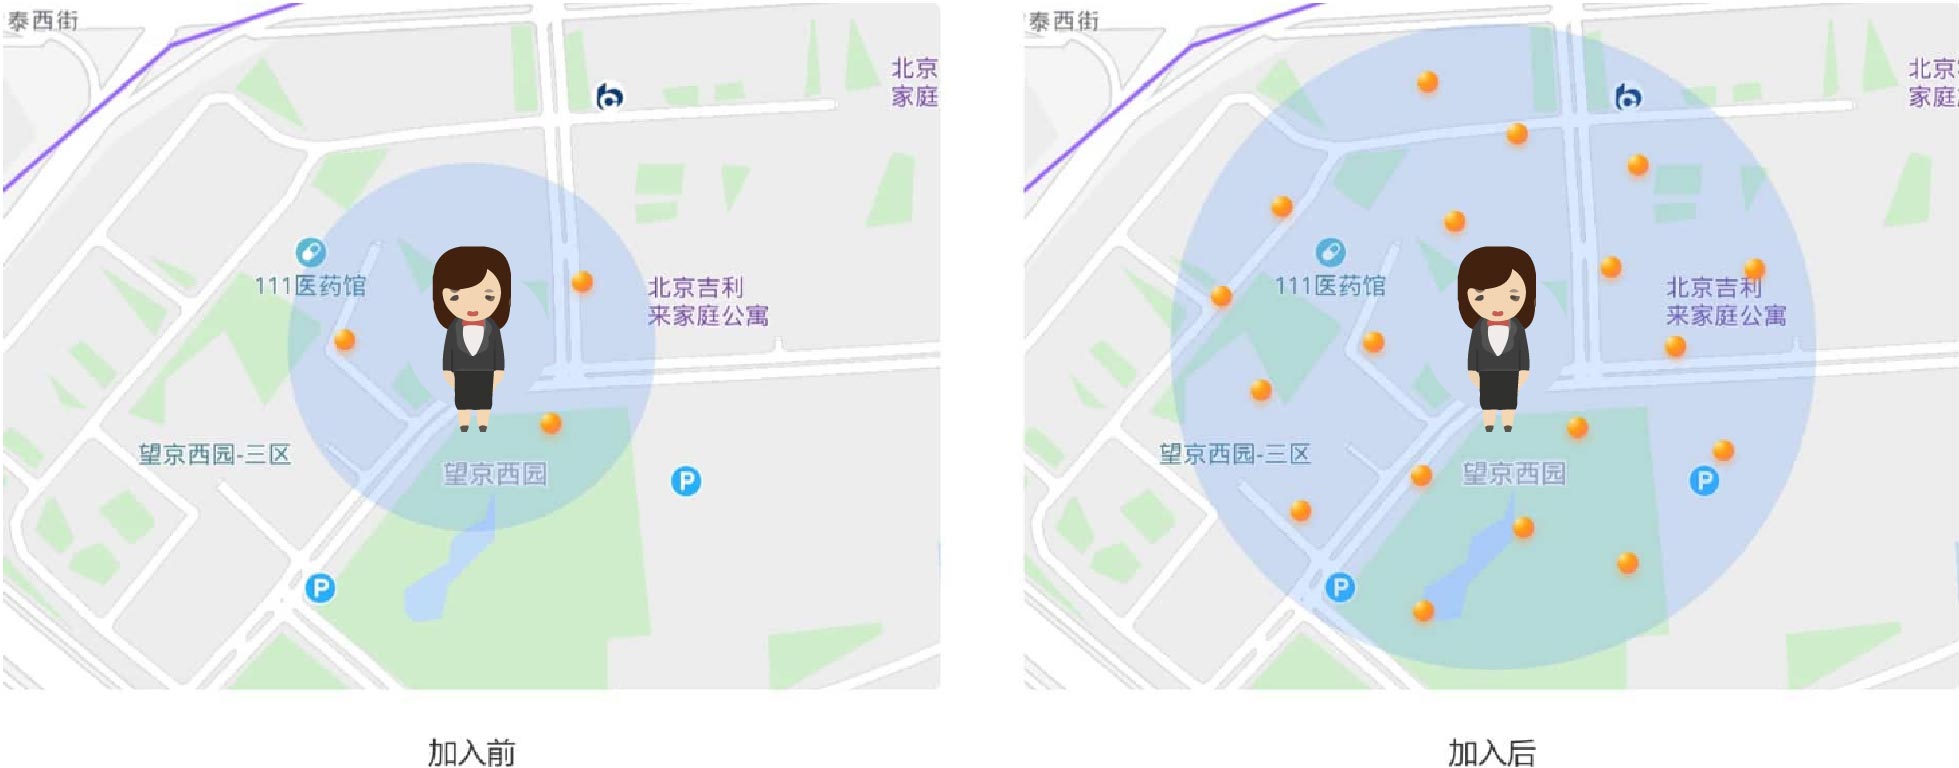 泰西街
北京
家庭
111医药馆
北京吉利
来家庭公寓
望京西园-三区
望京西园
P
P
加入前
泰西街
北京
家庭
111医药馆
北京吉利
来家庭公寓
望京西园-三区
望京西园
P
P
加入后